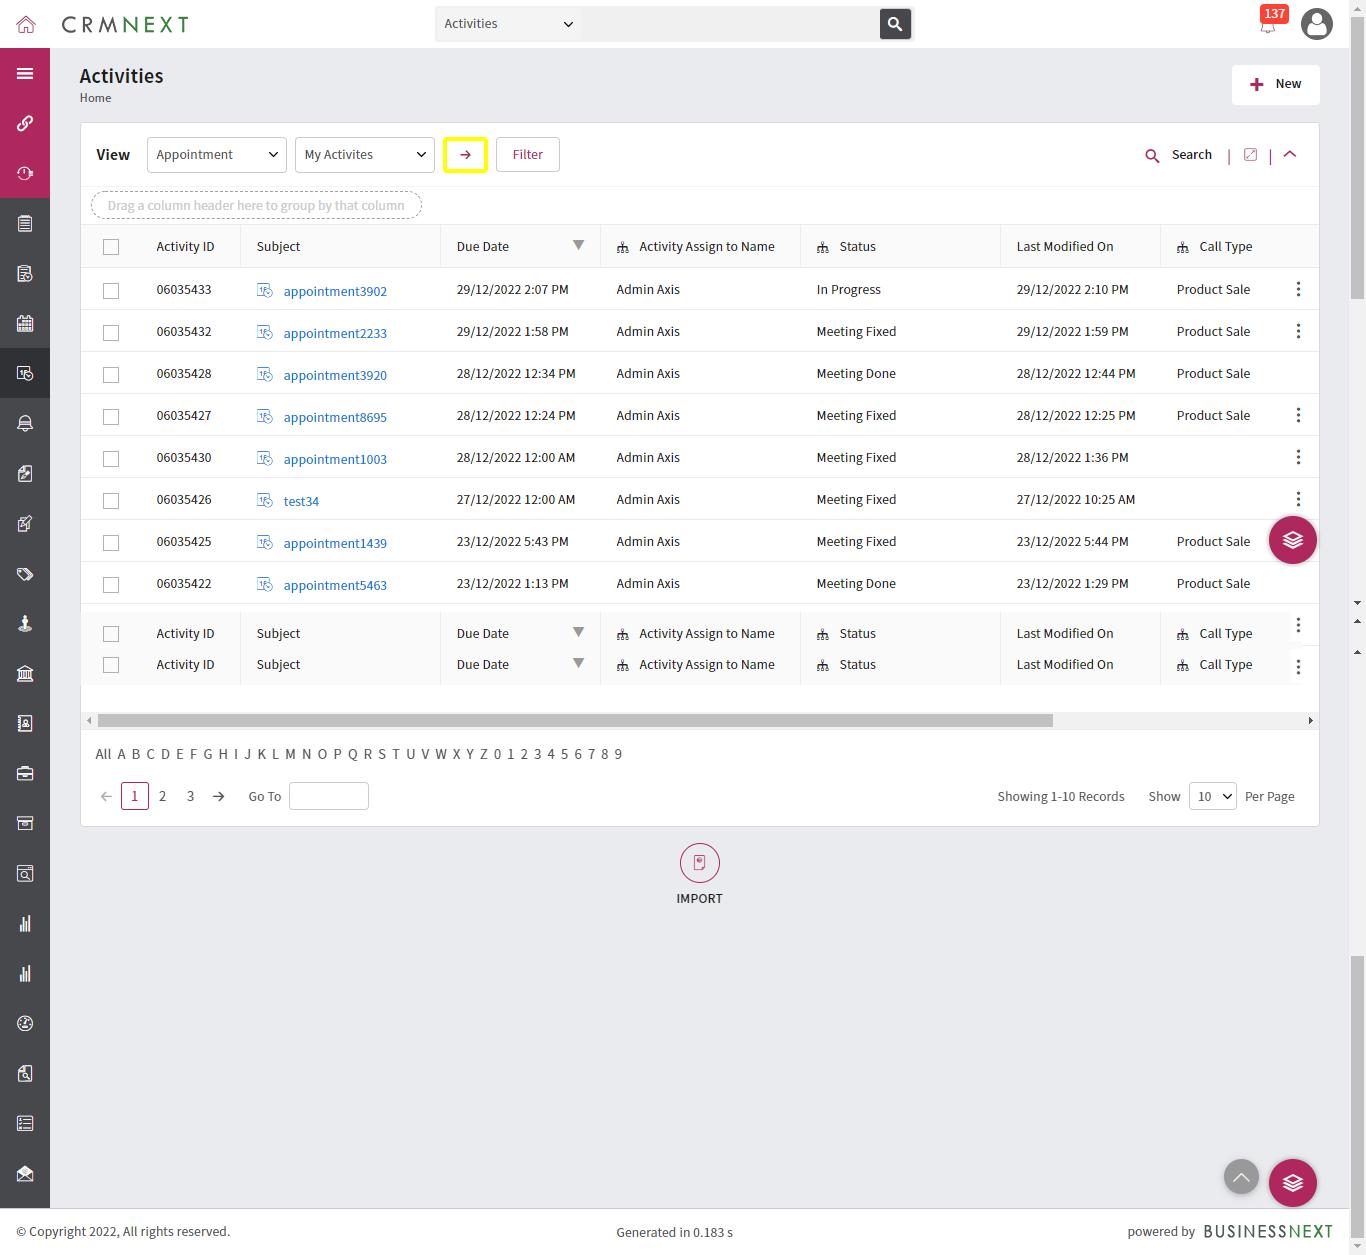 CRMNEXT
Activities
137
Activities
Home
New
View
Appointment
My Activites
Filter
Search
Drag a column header here to group by that column
Activity ID Subject Due Date Activity Assign to Name Status Last Modified On Call Type
06035433 appointment3902 29/12/2022 2:07 PM Admin Axis In Progress 29/12/2022 2:10 PM Product Sale
06035432 appointment2233 29/12/2022 1:58 PM Admin Axis Meeting Fixed 29/12/2022 1:59 PM Product Sale
06035428 appointment3920 28/12/2022 12:34 PM Admin Axis Meeting Done 28/12/2022 12:44 PM Product Sale
06035427 appointment8695 28/12/2022 12:24 PM Admin Axis Meeting Fixed 28/12/2022 12:25 PM Product Sale
06035430 appointment1003 28/12/2022 12:00 AM Admin Axis Meeting Fixed 28/12/2022 1:36 PM
06035426 test34 27/12/2022 12:00 AM Admin Axis Meeting Fixed 27/12/2022 10:25 AM
06035425 appointment1439 23/12/2022 5:43 PM Admin Axis Meeting Fixed 23/12/2022 5:44 PM Product Sale
06035422 appointment5463 23/12/2022 1:13 PM Admin Axis Meeting Done 23/12/2022 1:29 PM Product Sale
Activity ID Subject Due Date Activity Assign to Name Status Last Modified On Call Type
Activity ID Subject Due Date Activity Assign to Name Status Last Modified On Call Type
All A B C D E F G H I J K L M N O P Q R S T U V W X Y Z 0 1 2 3 4 5 6 7 8 9
1 2 3 Go To
Showing 1-10 Records Show 10 Per Page
IMPORT
© Copyright 2022, All rights reserved.
Generated in 0.183 s
powered by BUSINESSNEXT